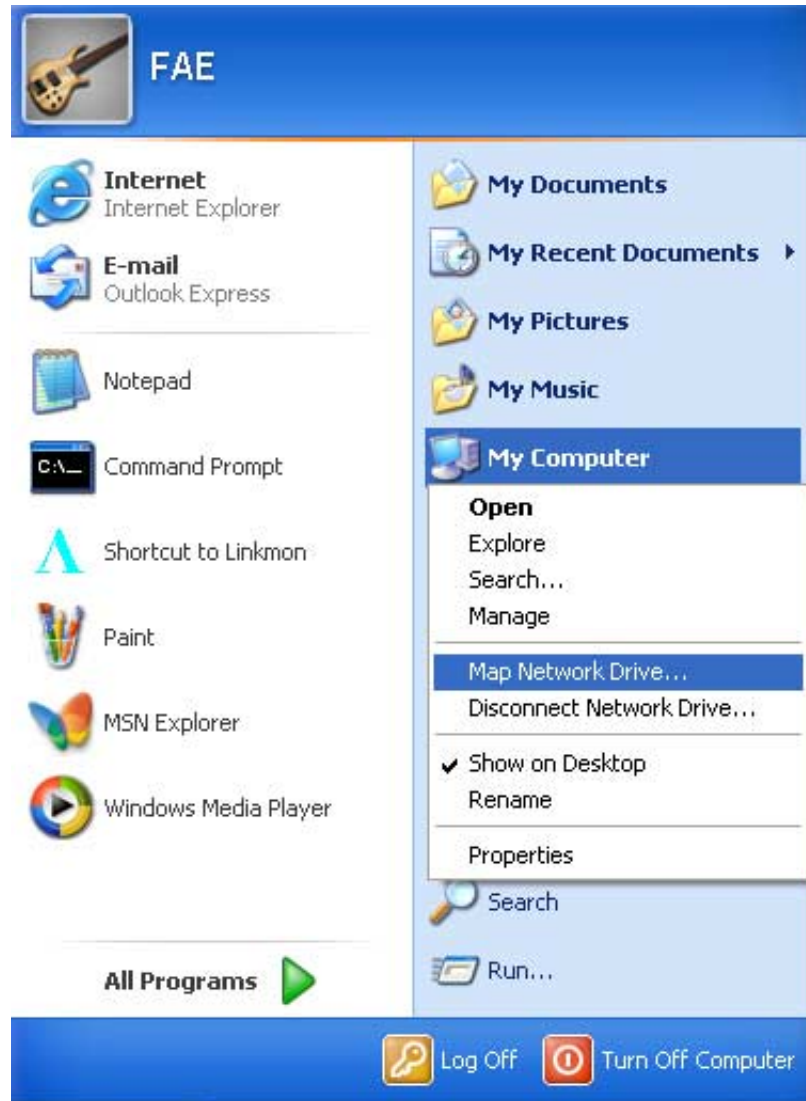 FAE
Internet
Internet Explorer
E-mail
Outlook Express
Notepad
C:\_
Command Prompt
Shortcut to Linkmon
Paint
MSN Explorer
Windows Media Player
All Programs
My Documents
My Recent Documents
My Pictures
My Music
My Computer
Open
Explore
Search...
Manage
Map Network Drive...
Disconnect Network Drive...
Show on Desktop
Rename
Properties
Search
Run...
Log Off
Turn Off Computer